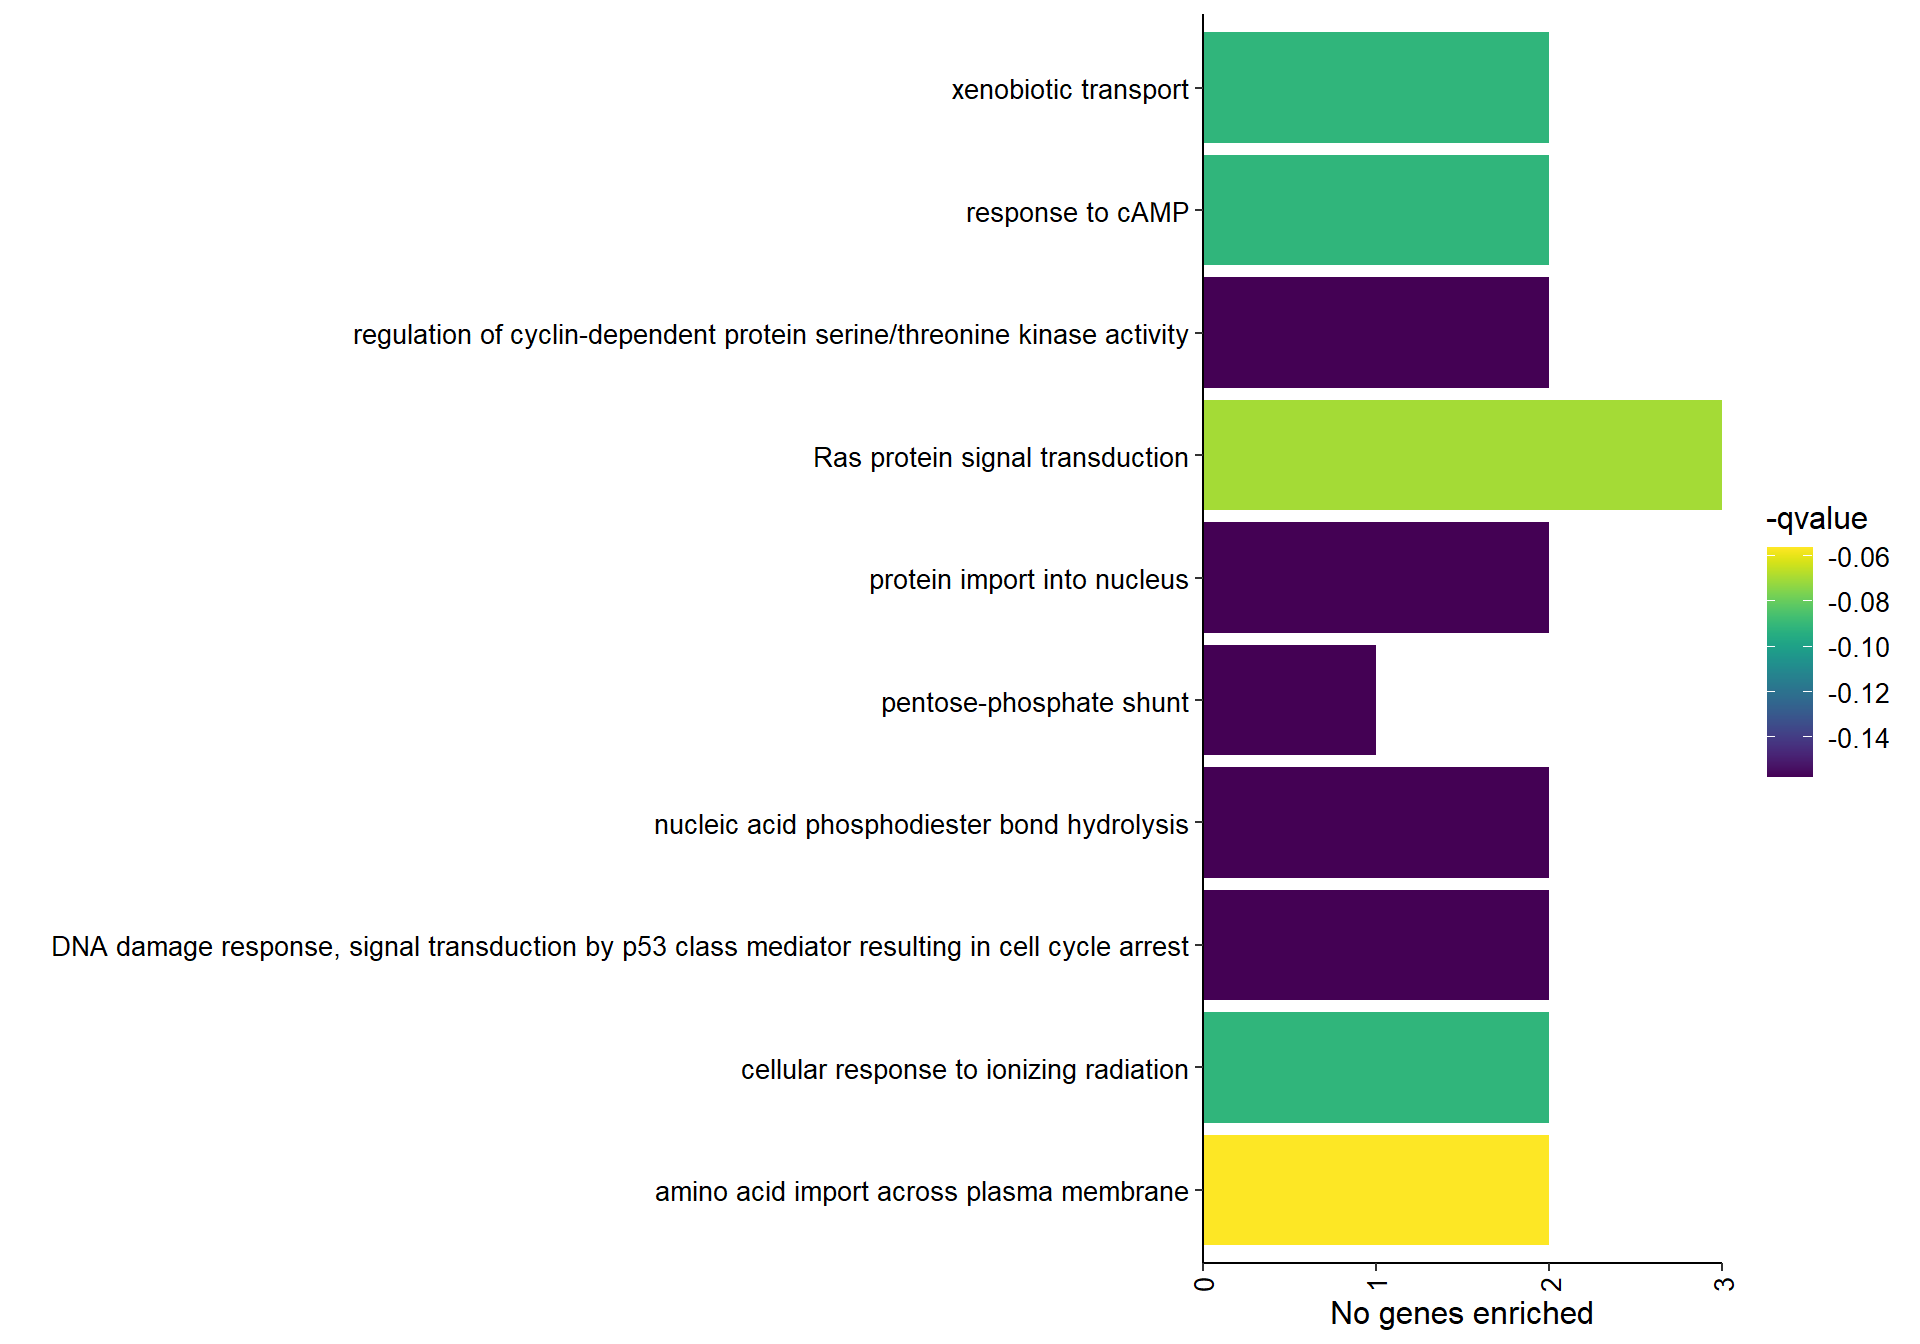 xenobiotic transport
response to cAMP
regulation of cyclin-dependent protein serine/threonine kinase activity
Ras protein signal transduction
protein import into nucleus
pentose-phosphate shunt
nucleic acid phosphodiester bond hydrolysis
DNA damage response, signal transduction by p53 class mediator resulting in cell cycle arrest
cellular response to ionizing radiation
amino acid import across plasma membrane
0 1 2 3
No genes enriched
-qvalue
-0.06
-0.08
-0.10
-0.12
-0.14